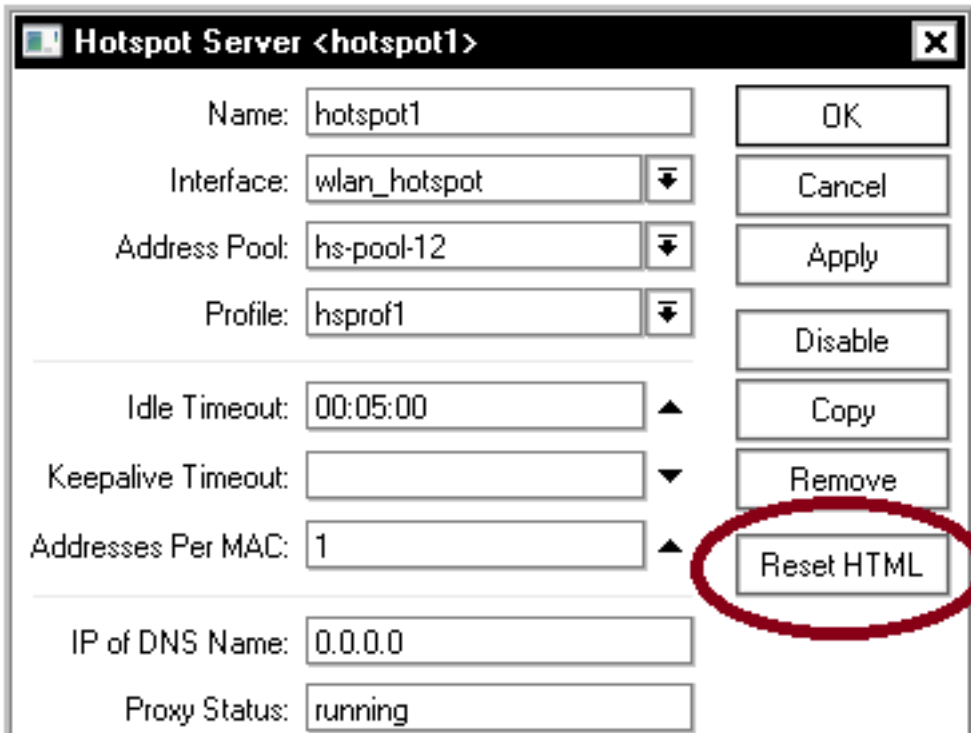 Hotspot Server <hotspot1>
Name: hotspot1
OK
Interface: wlan_hotspot
Cancel
Address Pool: hs-pool-12
Apply
Profile: hsprof1
Disable
Idle Timeout: 00:05:00
Copy
Keepalive Timeout:
Remove
Addresses Per MAC: 1
Reset HTML
IP of DNS Name: 0.0.0.0
Proxy Status: running